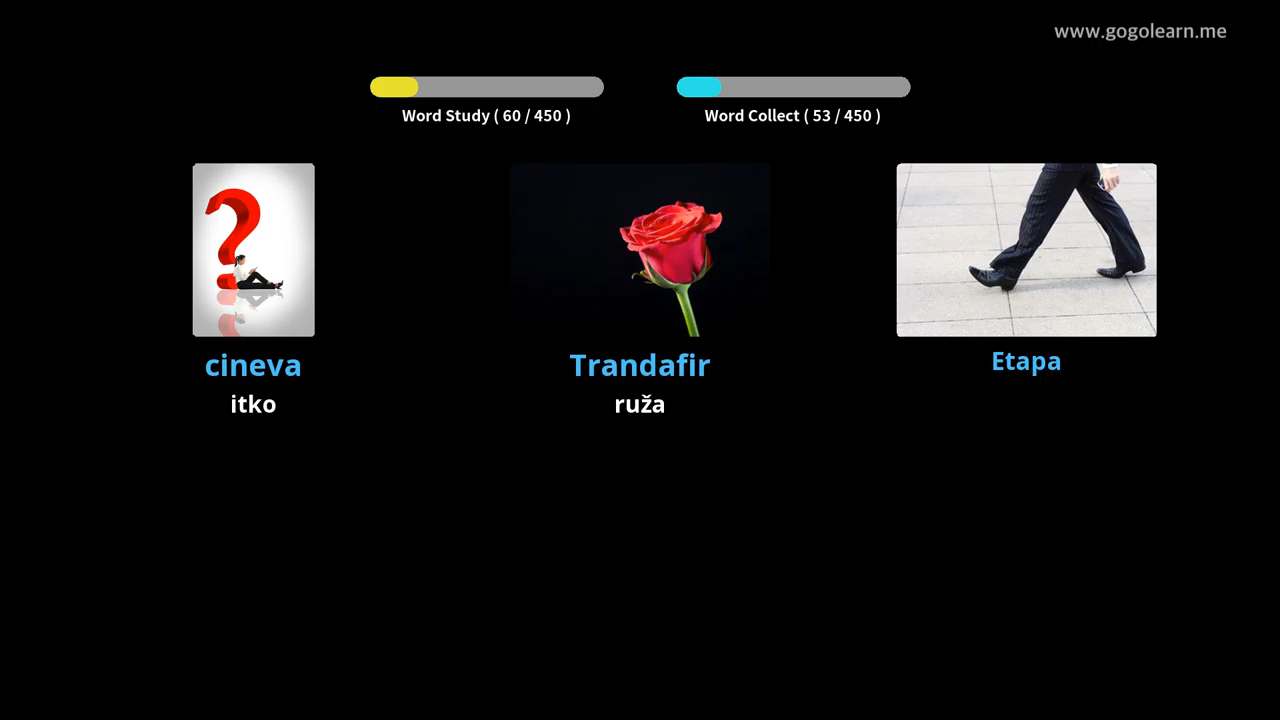 www.gogolearn.me
Word Study ( 60 / 450 )
Word Collect ( 53 / 450 )
cineva
itko
Trandafir
ruža
Etapa